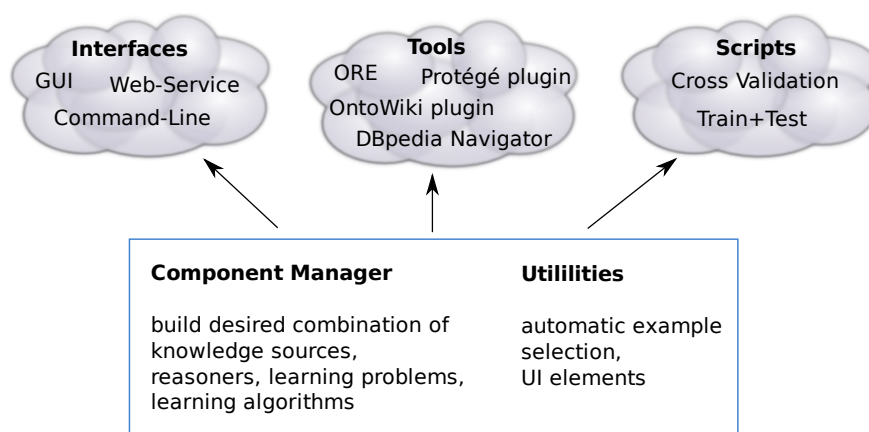 Interfaces
GUI Web-Service
Command-Line
Tools
ORE Protégé plugin
OntoWiki plugin
DBpedia Navigator
Scripts
Cross Validation
Train+Test
Component Manager
build desired combination of
knowledge sources,
reasoners, learning problems,
learning algorithms
Utililities
automatic example
selection,
UI elements